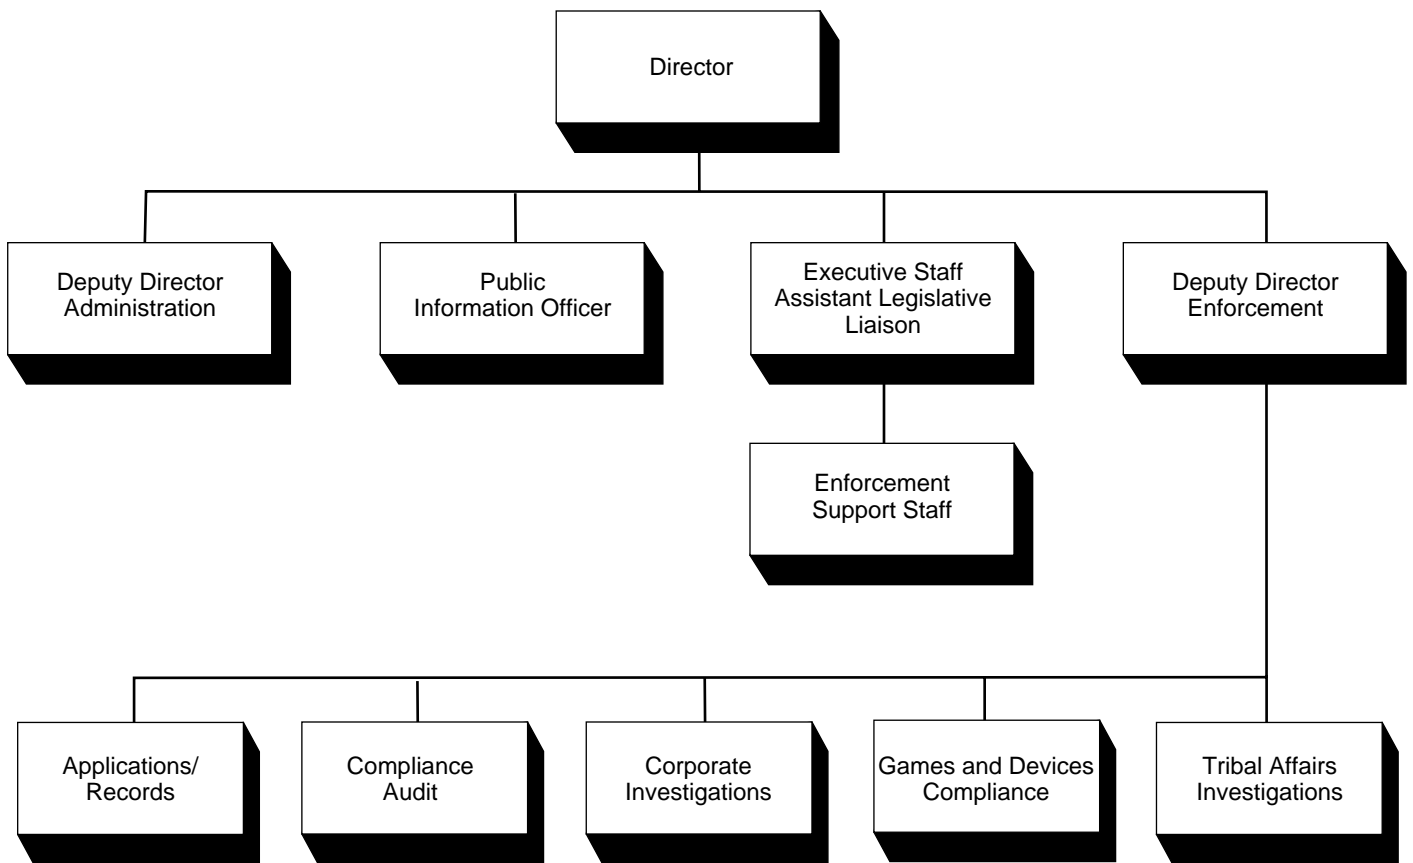 Director
Deputy Director
Administration
Public
Information Officer
Executive Staff
Assistant Legislative
Liaison
Deputy Director
Enforcement
Enforcement
Support Staff
Applications/
Records
Compliance
Audit
Corporate
Investigations
Games and Devices
Compliance
Tribal Affairs
Investigations